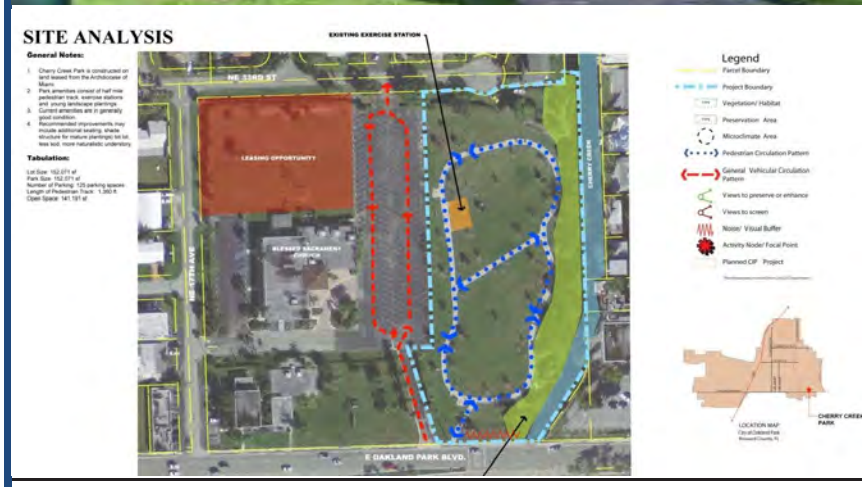 SITE ANALYSIS
General Notes:
1. Cherry Creek Park is constructed on
land leased from the Archdiocese of
Miami
2. Park amenities consist of half mile
pedestrian track, exercise stations
and young landscape plantings
3. Current amenities are in generally
good condition.
4. Recommended improvements may
include additional seating, shade
structure for mature planting(s) tot lot,
less sod, more naturalistic understory.
Tabulation:
Lot Size: 152,071 sf
Park Size: 152,071 sf
Number of Parking: 125 parking spaces
Length of Pedestrian Track: 1,360 ft
Open Space: 141,191 sf
EXISTING EXERCISE STATION
NE 33RD ST
LEASING OPPORTUNITY
BLESSED SACRAMENT
CHURCH
NE 17TH AVE
CHERRY CREEK
E OAKLAND PARK BLVD.
Legend
Parcel Boundary
Project Boundary
Vegetation/ Habitat
Preservation Area
Microclimate Area
Pedestrian Circulation Pattern
General Vehicular Circulation
Pattern
Views to preserve or enhance
Views to screen
Noise/ Visual Buffer
Activity Node/ Focal Point
Planned CIP Project
CHERRY CREEK
PARK
LOCATION MAP
City of Oakland Park
Broward County, FL